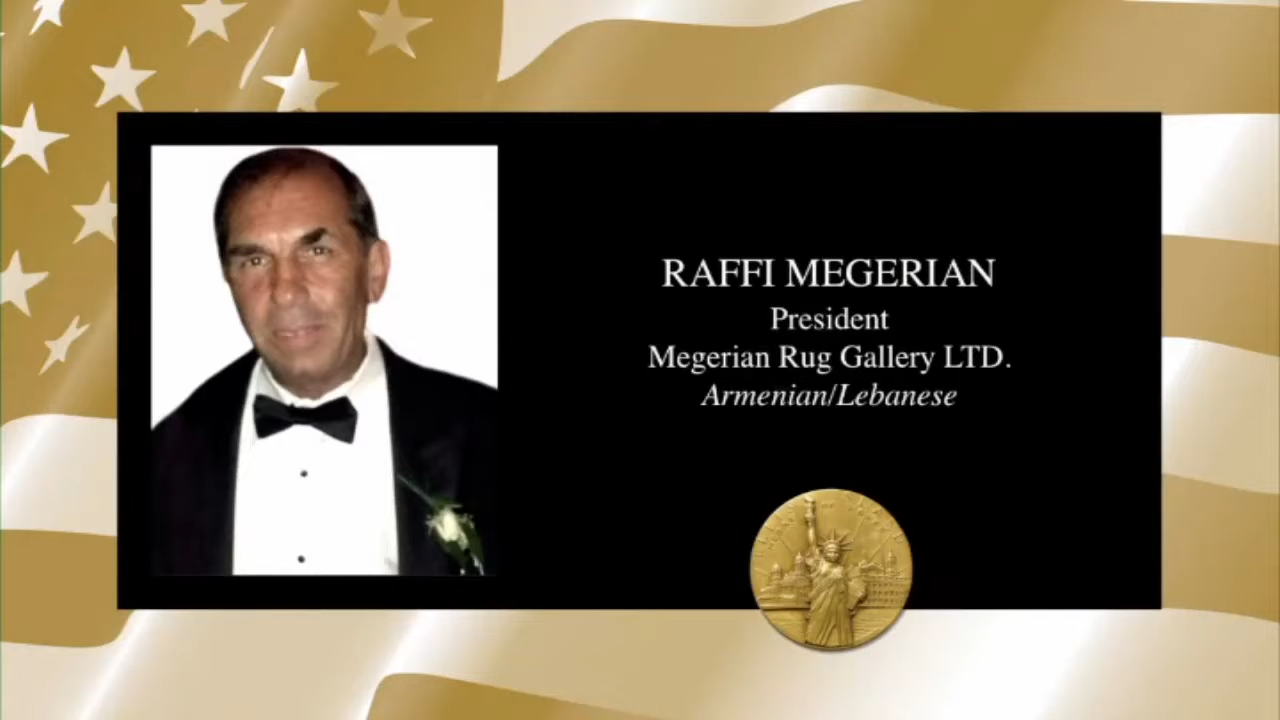 RAFFI MEGERIAN
President
Megerian Rug Gallery LTD.
Armenian/Lebanese